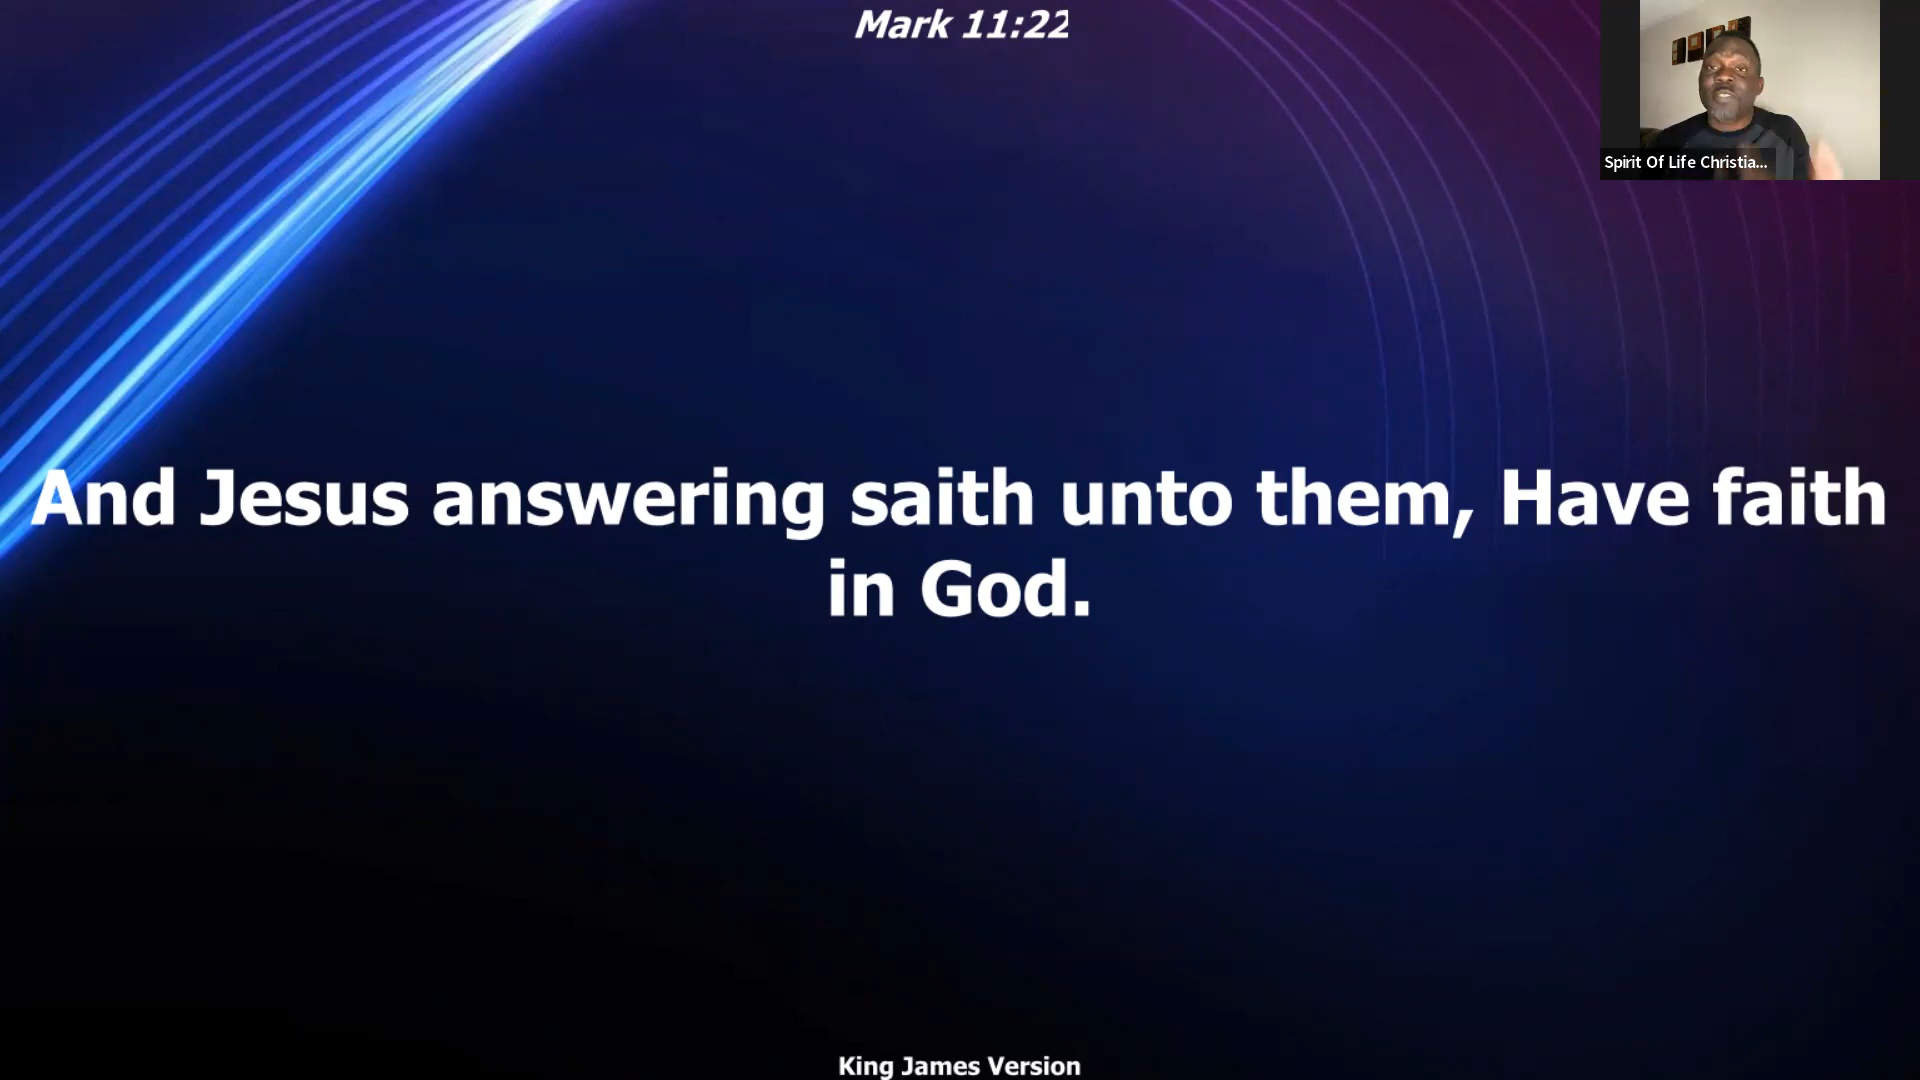 Mark 11:22
Spirit Of Life Christia...
And Jesus answering saith unto them, Have faith
in God.
King James Version